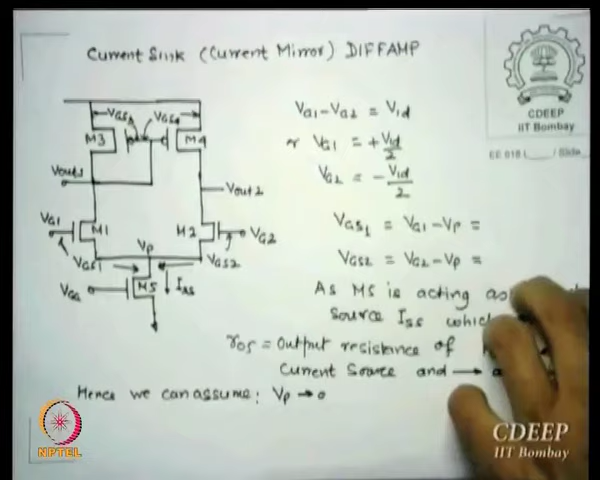 Current Sink (Current Mirror) DIFFAMP
CDEEP
IIT Bombay
EE 618 L___ / Slide
VGS3
VGS4
M3
M4
Vout1
Vout2
VG1
M1
M2
VG2
VP
VGS1
VGS2
M5
ISS
VG1 - VG2 = Vid
or VG1 = + Vid/2
VG2 = - Vid/2
VGS1 = VG1 - VP =
VGS2 = VG2 - VP =
As M5 is acting as
Source ISS which
ro5 = Output resistance of
Current Source and →
Hence we can assume: VP → 0
NPTEL
CDEEP
IIT Bombay